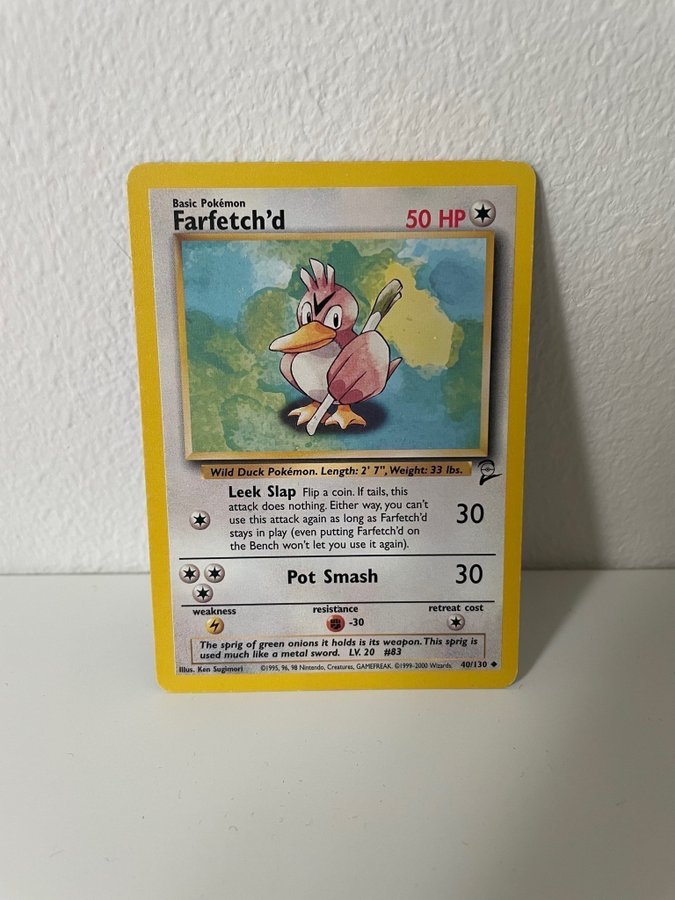 Basic Pokémon
Farfetch'd 50 HP
Wild Duck Pokémon. Length: 2' 7", Weight: 33 lbs.
Leek Slap Flip a coin. If tails, this
attack does nothing. Either way, you can't
use this attack again as long as Farfetch'd
stays in play (even putting Farfetch'd on
the Bench won't let you use it again).
30
Pot Smash 30
weakness resistance retreat cost
-30
The sprig of green onions it holds is its weapon. This sprig is
used much like a metal sword. LV. 20 #83
Illus. Ken Sugimori ©1995, 96, 98 Nintendo, Creatures, GAMEFREAK. ©1999-2000 Wizards. 40/130